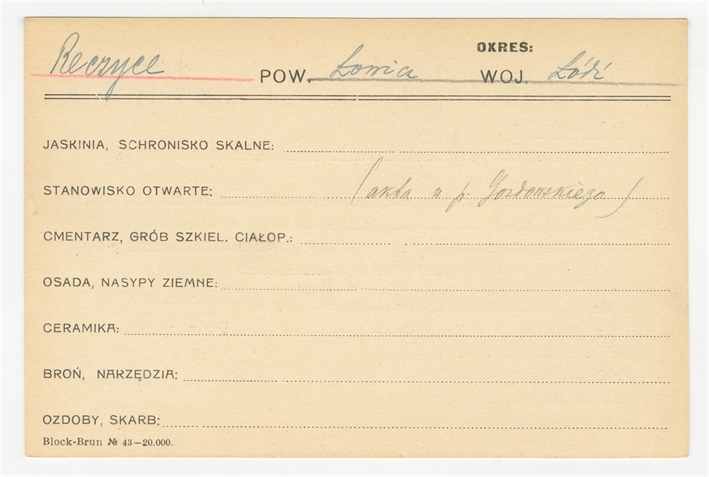 OKRES:
Reczyce POW. Łowicz WOJ. Łódź
JASKINIA, SCHRONISKO SKALNE:
STANOWISKO OTWARTE: (akta u p.
CMENTARZ, GRÓB SZKIEL. CIAŁOP.:
OSADA, NASYPY ZIEMNE:
CERAMIKA:
BROŃ, NARZĘDZIA:
OZDOBY, SKARB:
Block-Brun № 43—20.000.